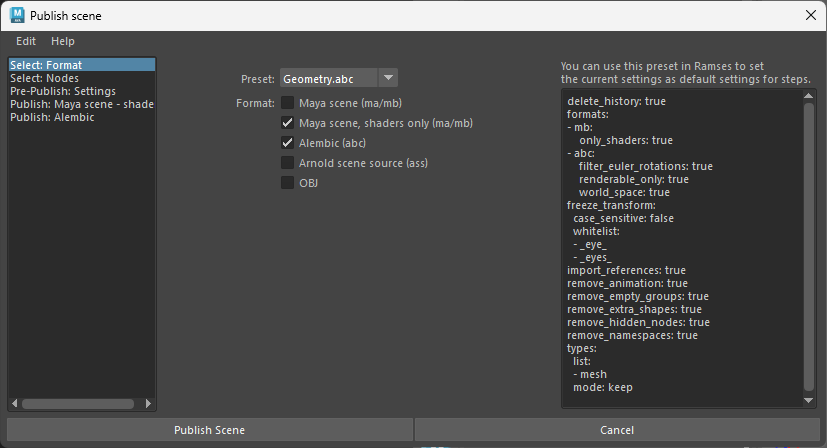 Publish scene
Edit Help
Select: Format
Select: Nodes
Pre-Publish: Settings
Publish: Maya scene - shade
Publish: Alembic
Preset: Geometry.abc
Format: Maya scene (ma/mb)
Maya scene, shaders only (ma/mb)
Alembic (abc)
Arnold scene source (ass)
OBJ
You can use this preset in Ramses to set
the current settings as default settings for steps.
delete_history: true
formats:
- mb:
only_shaders: true
- abc:
filter_euler_rotations: true
renderable_only: true
world_space: true
freeze_transform:
case_sensitive: false
whitelist:
- _eye_
- _eyes_
import_references: true
remove_animation: true
remove_empty_groups: true
remove_extra_shapes: true
remove_hidden_nodes: true
remove_namespaces: true
types:
list:
- mesh
mode: keep
Publish Scene
Cancel